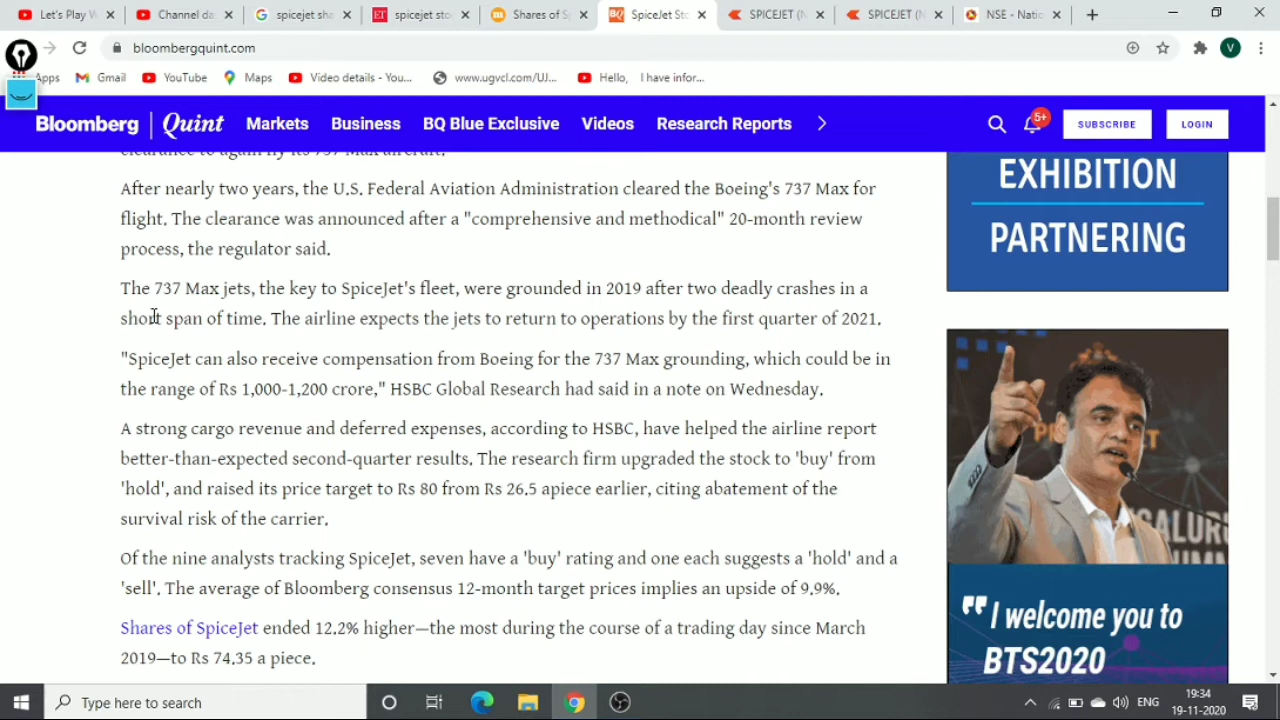 Let's Play W
Channel da
spicejet sha
spicejet sto
Shares of S
SpiceJet Sto
SPICEJET (N
SPICEJET (N
NSE - Natio
bloombergquint.com
V
Apps
Gmail
YouTube
Maps
Video details - You...
www.ugvcl.com/UJ...
Hello, I have infor...
Bloomberg | Quint
Markets
Business
BQ Blue Exclusive
Videos
Research Reports
5+
SUBSCRIBE
LOGIN
clearance to again fly its 737 Max aircraft.
After nearly two years, the U.S. Federal Aviation Administration cleared the Boeing's 737 Max for
flight. The clearance was announced after a "comprehensive and methodical" 20-month review
process, the regulator said.
The 737 Max jets, the key to SpiceJet's fleet, were grounded in 2019 after two deadly crashes in a
short span of time. The airline expects the jets to return to operations by the first quarter of 2021.
"SpiceJet can also receive compensation from Boeing for the 737 Max grounding, which could be in
the range of Rs 1,000-1,200 crore," HSBC Global Research had said in a note on Wednesday.
A strong cargo revenue and deferred expenses, according to HSBC, have helped the airline report
better-than-expected second-quarter results. The research firm upgraded the stock to 'buy' from
'hold', and raised its price target to Rs 80 from Rs 26.5 apiece earlier, citing abatement of the
survival risk of the carrier.
Of the nine analysts tracking SpiceJet, seven have a 'buy' rating and one each suggests a 'hold' and a
'sell'. The average of Bloomberg consensus 12-month target prices implies an upside of 9.9%.
Shares of SpiceJet ended 12.2% higher—the most during the course of a trading day since March
2019—to Rs 74.35 a piece.
EXHIBITION
PARTNERING
"I welcome you to
BTS2020
Type here to search
ENG
19:34
19-11-2020